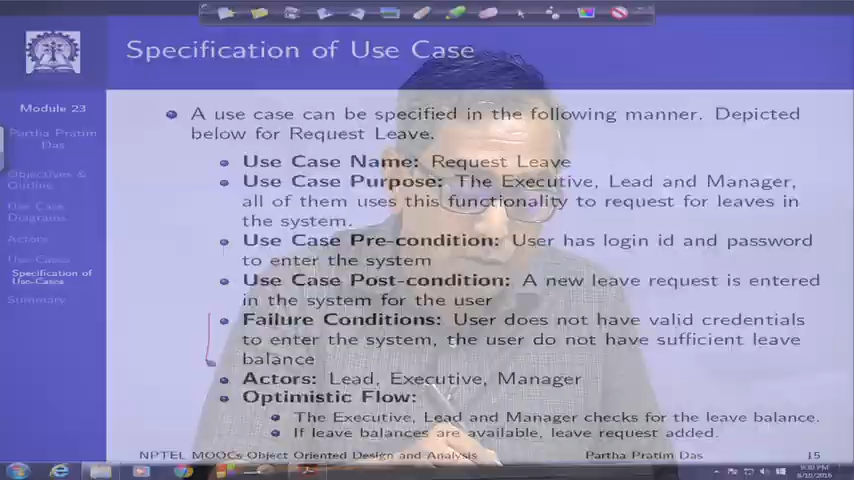 Specification of Use Case
Module 23
Partha Pratim
Das
Objectives &
Outline
Use Case
Diagrams
Actors
Use-Cases
Specification of
Use-Cases
Summary
A use case can be specified in the following manner. Depicted
below for Request Leave.
Use Case Name: Request Leave
Use Case Purpose: The Executive, Lead and Manager,
all of them uses this functionality to request for leaves in
the system.
Use Case Pre-condition: User has login id and password
to enter the system
Use Case Post-condition: A new leave request is entered
in the system for the user
Failure Conditions: User does not have valid credentials
to enter the system, the user do not have sufficient leave
balance
Actors: Lead, Executive, Manager
Optimistic Flow:
The Executive, Lead and Manager checks for the leave balance.
If leave balances are available, leave request added.
NPTEL MOOCs Object Oriented Design and Analysis Partha Pratim Das 15